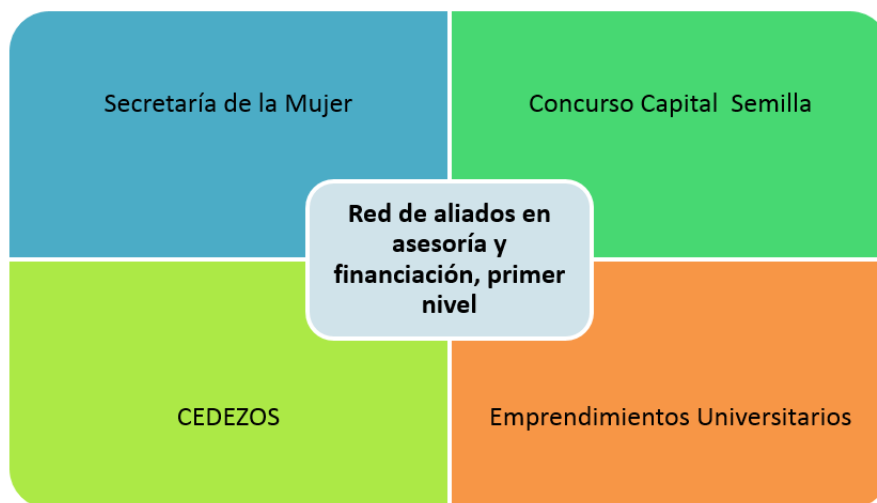 Secretaría de la Mujer
Concurso Capital Semilla
Red de aliados en
asesoría y
financiación, primer
nivel
CEDEZOS
Emprendimientos Universitarios